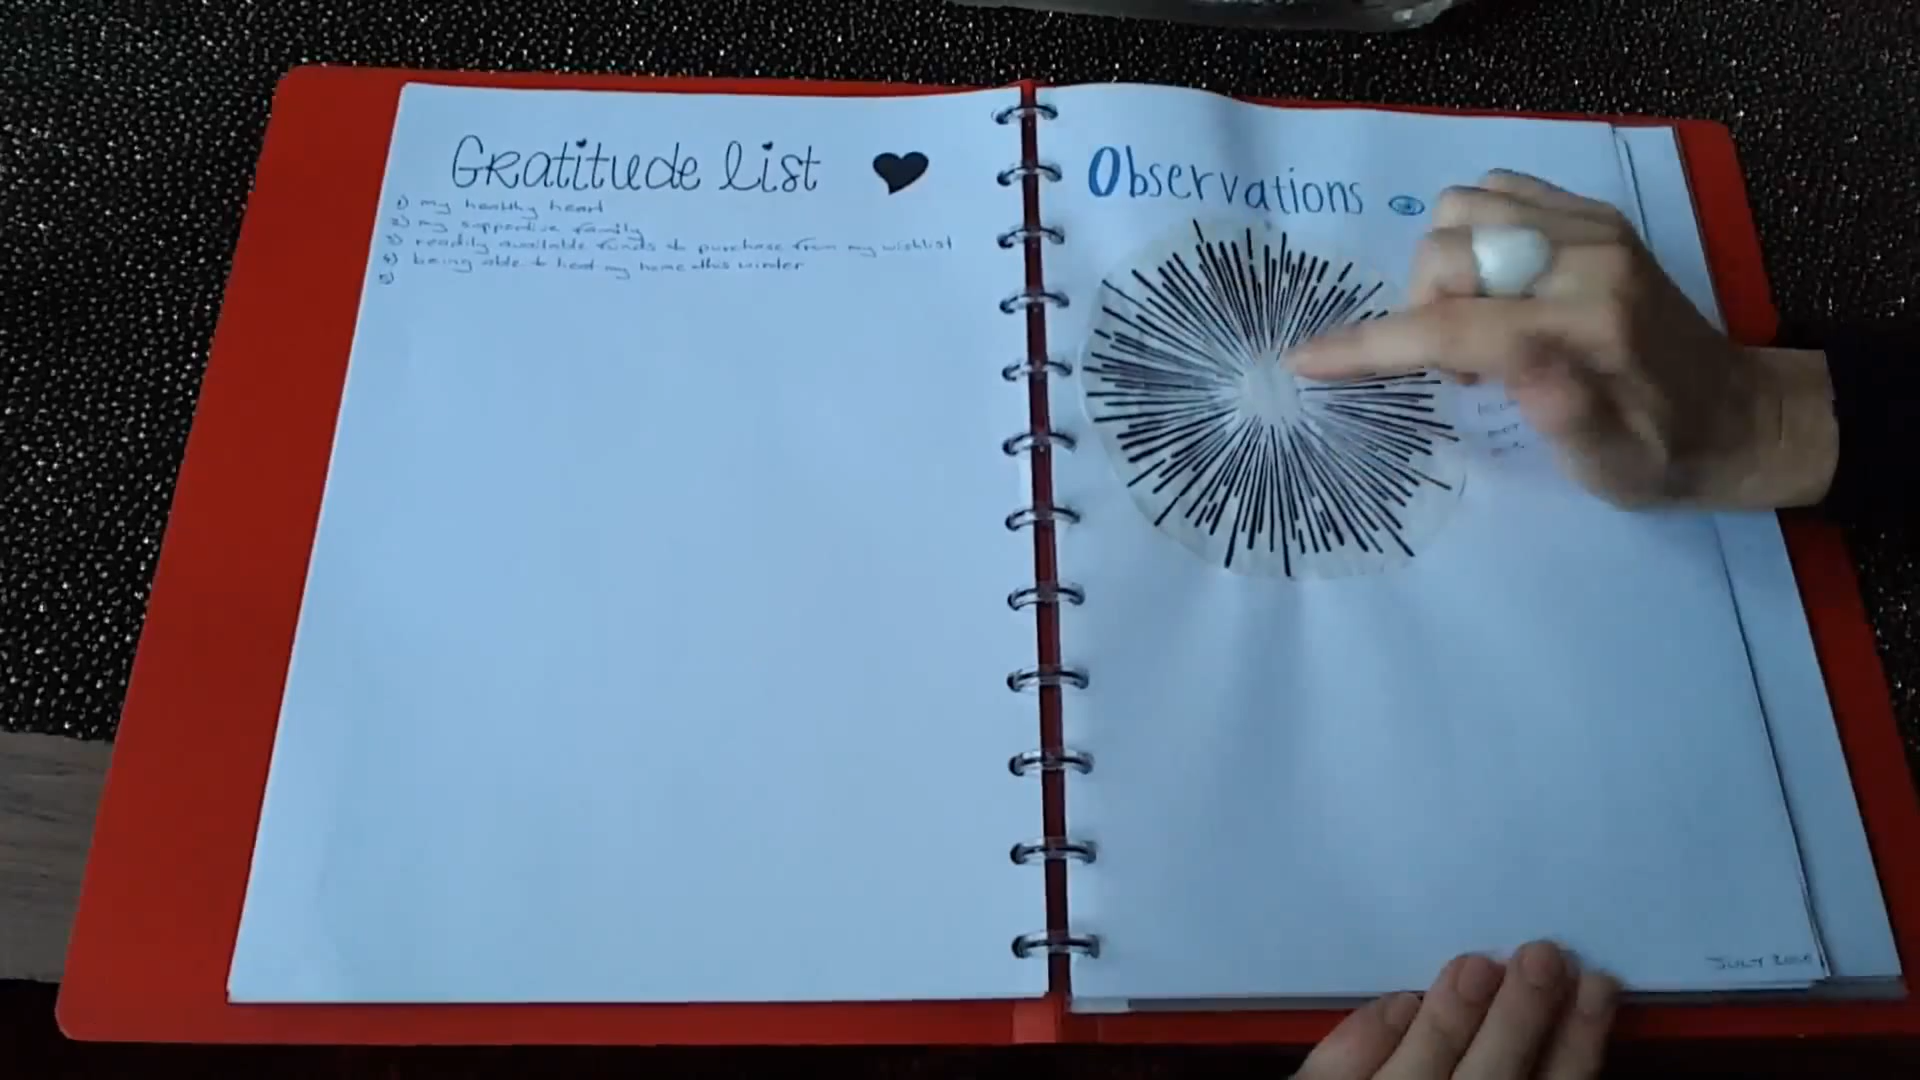 GRatitude list
1) my healthy heart
2) my supportive family
3) readily available funds to purchase from my wishlist
4) being able to heat my home this winter
5)
Observations
JULY